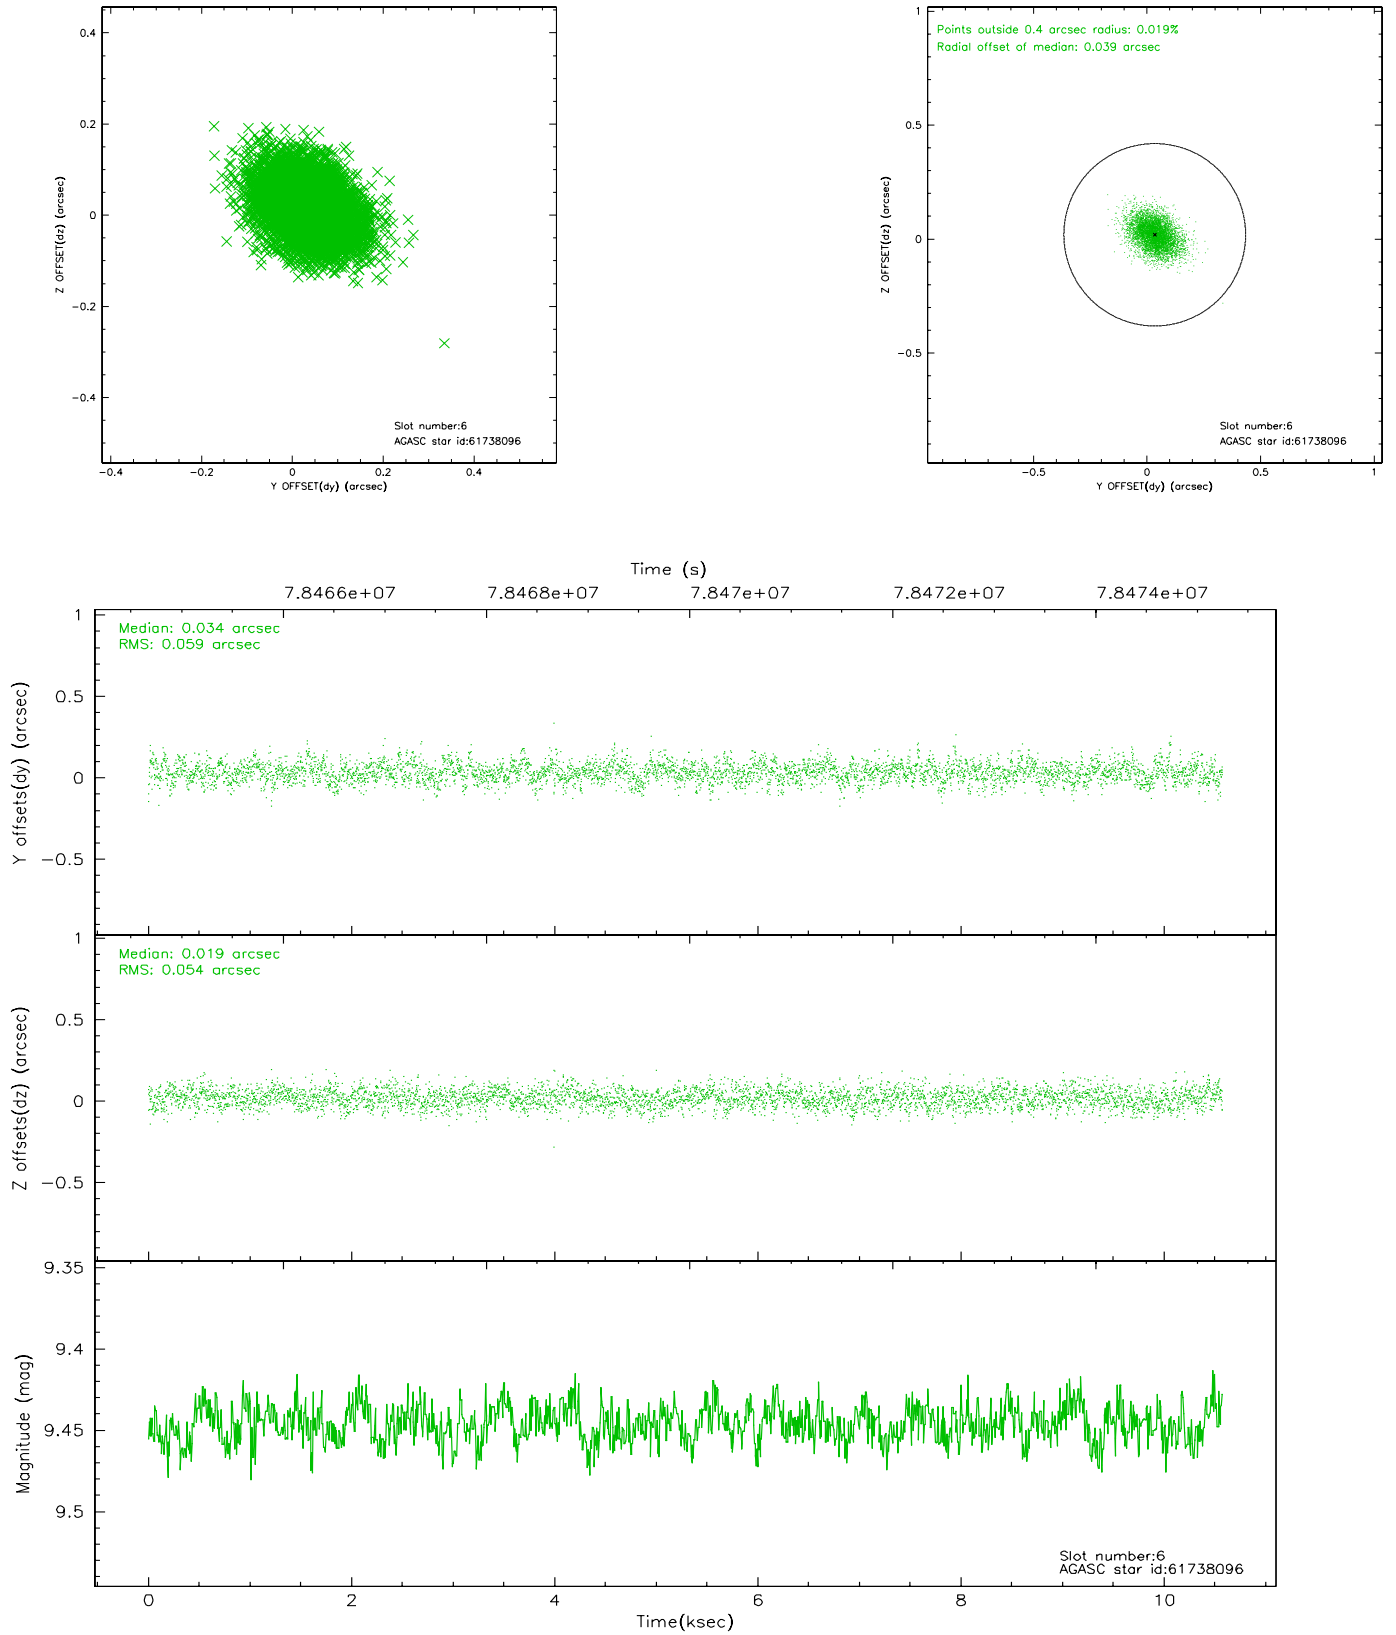 0.4
0.2
0
−0.2
−0.4
Z OFFSET(dz) (arcsec)
−0.4 −0.2 0 0.2 0.4
Y OFFSET(dy) (arcsec)
Slot number:6
AGASC star id:61738096
Points outside 0.4 arcsec radius: 0.019%
Radial offset of median: 0.039 arcsec
1
0.5
0
−0.5
Z OFFSET(dz) (arcsec)
−0.5 0 0.5 1
Y OFFSET(dy) (arcsec)
Slot number:6
AGASC star id:61738096
Time (s)
7.8466e+07 7.8468e+07 7.847e+07 7.8472e+07 7.8474e+07
Median: 0.034 arcsec
RMS: 0.059 arcsec
1
0.5
0
−0.5
Y offsets(dy) (arcsec)
Median: 0.019 arcsec
RMS: 0.054 arcsec
1
0.5
0
−0.5
Z offsets(dz) (arcsec)
9.35
9.4
9.45
9.5
Magnitude (mag)
Slot number:6
AGASC star id:61738096
0 2 4 6 8 10
Time(ksec)